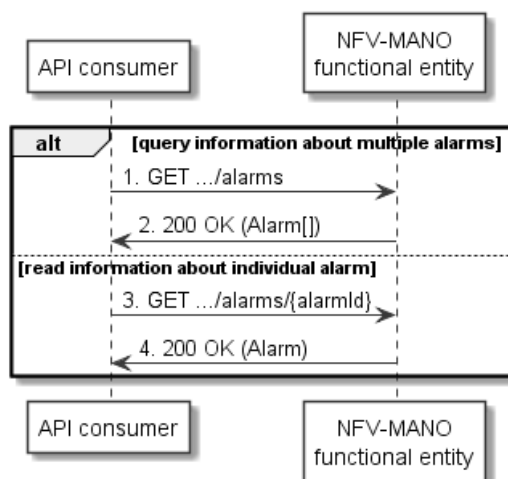 API consumer
NFV-MANO
functional entity
alt
[query information about multiple alarms]
1. GET .../alarms
2. 200 OK (Alarm[])
[read information about individual alarm]
3. GET .../alarms/{alarmId}
4. 200 OK (Alarm)
API consumer
NFV-MANO
functional entity